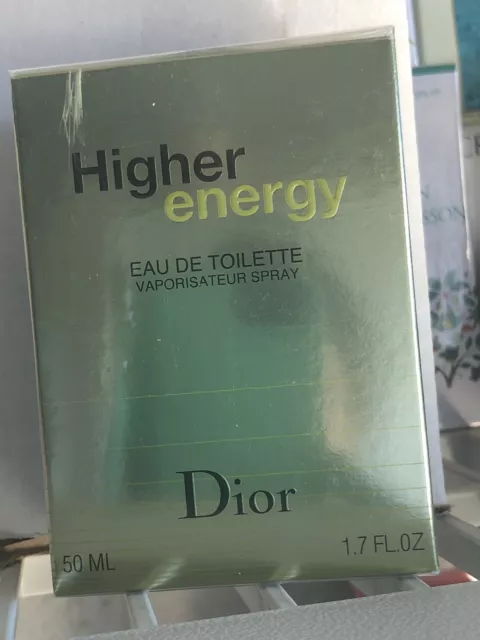 Higher
energy
EAU DE TOILETTE
VAPORISATEUR SPRAY
Dior
50 ML
1.7 FL.OZ